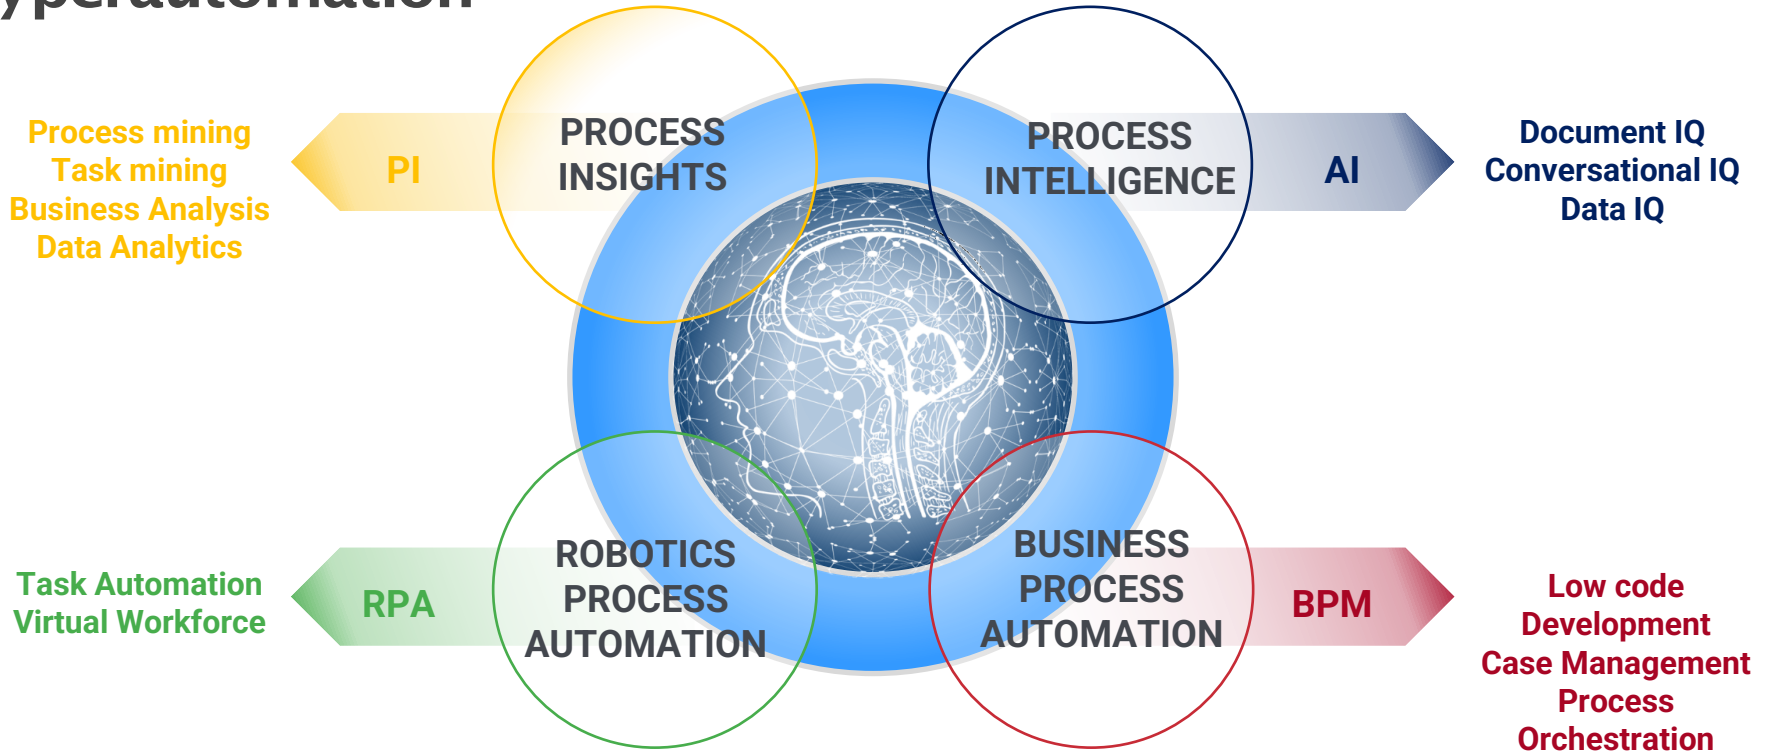 yperautomation
Process mining
Task mining
Business Analysis
Data Analytics
PI
PROCESS
INSIGHTS
PROCESS
INTELLIGENCE
AI
Document IQ
Conversational IQ
Data IQ
Task Automation
Virtual Workforce
RPA
ROBOTICS
PROCESS
AUTOMATION
BUSINESS
PROCESS
AUTOMATION
BPM
Low code
Development
Case Management
Process
Orchestration